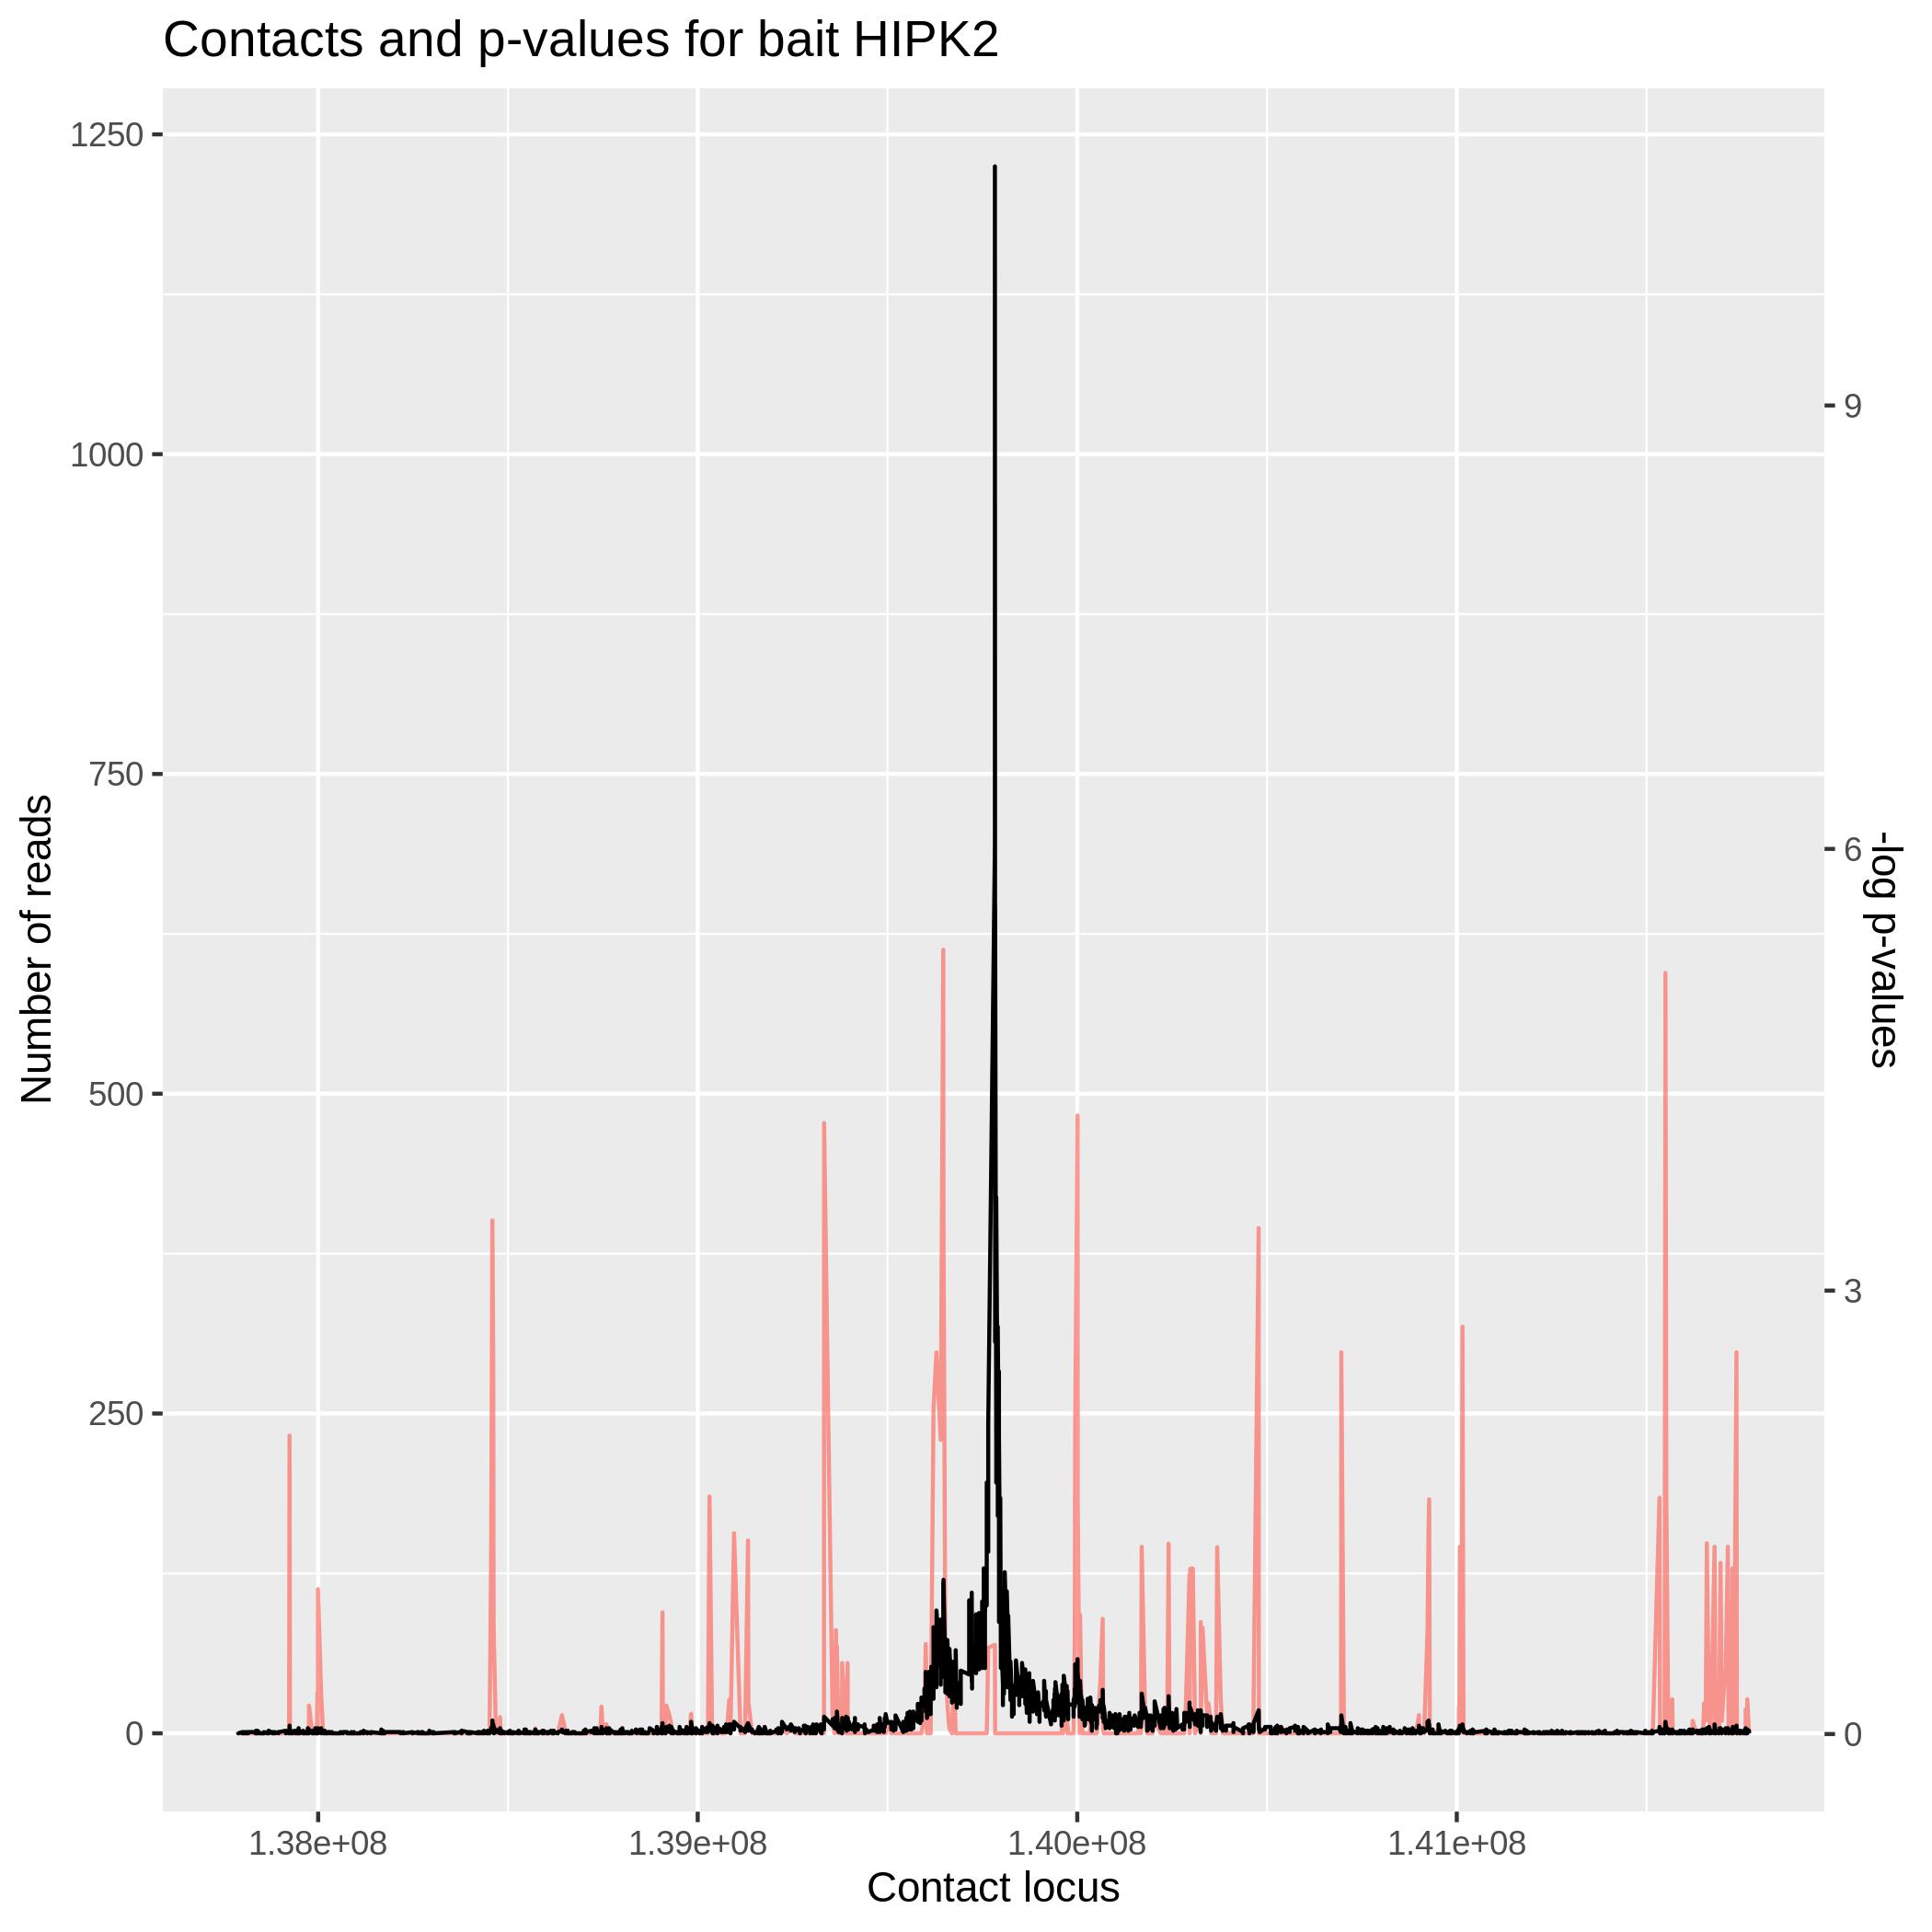 Contacts and p-values for bait HIPK2
1250
1000
750
500
250
0
Number of reads
9
6
3
0
-log p-values
1.38e+08
1.39e+08
1.40e+08
1.41e+08
Contact locus